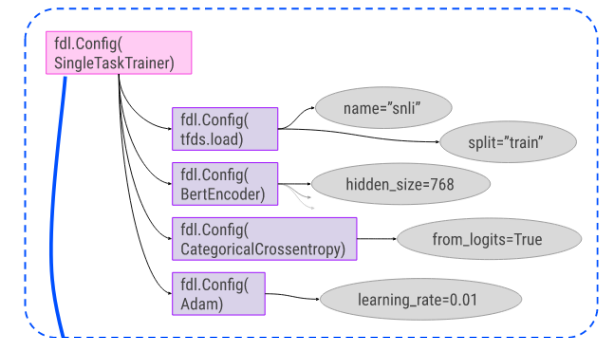 fdl.Config(
SingleTaskTrainer)
fdl.Config(
tfds.load)
name=”snli”
split=”train”
fdl.Config(
BertEncoder)
hidden_size=768
fdl.Config(
CategoricalCrossentropy)
from_logits=True
fdl.Config(
Adam)
learning_rate=0.01